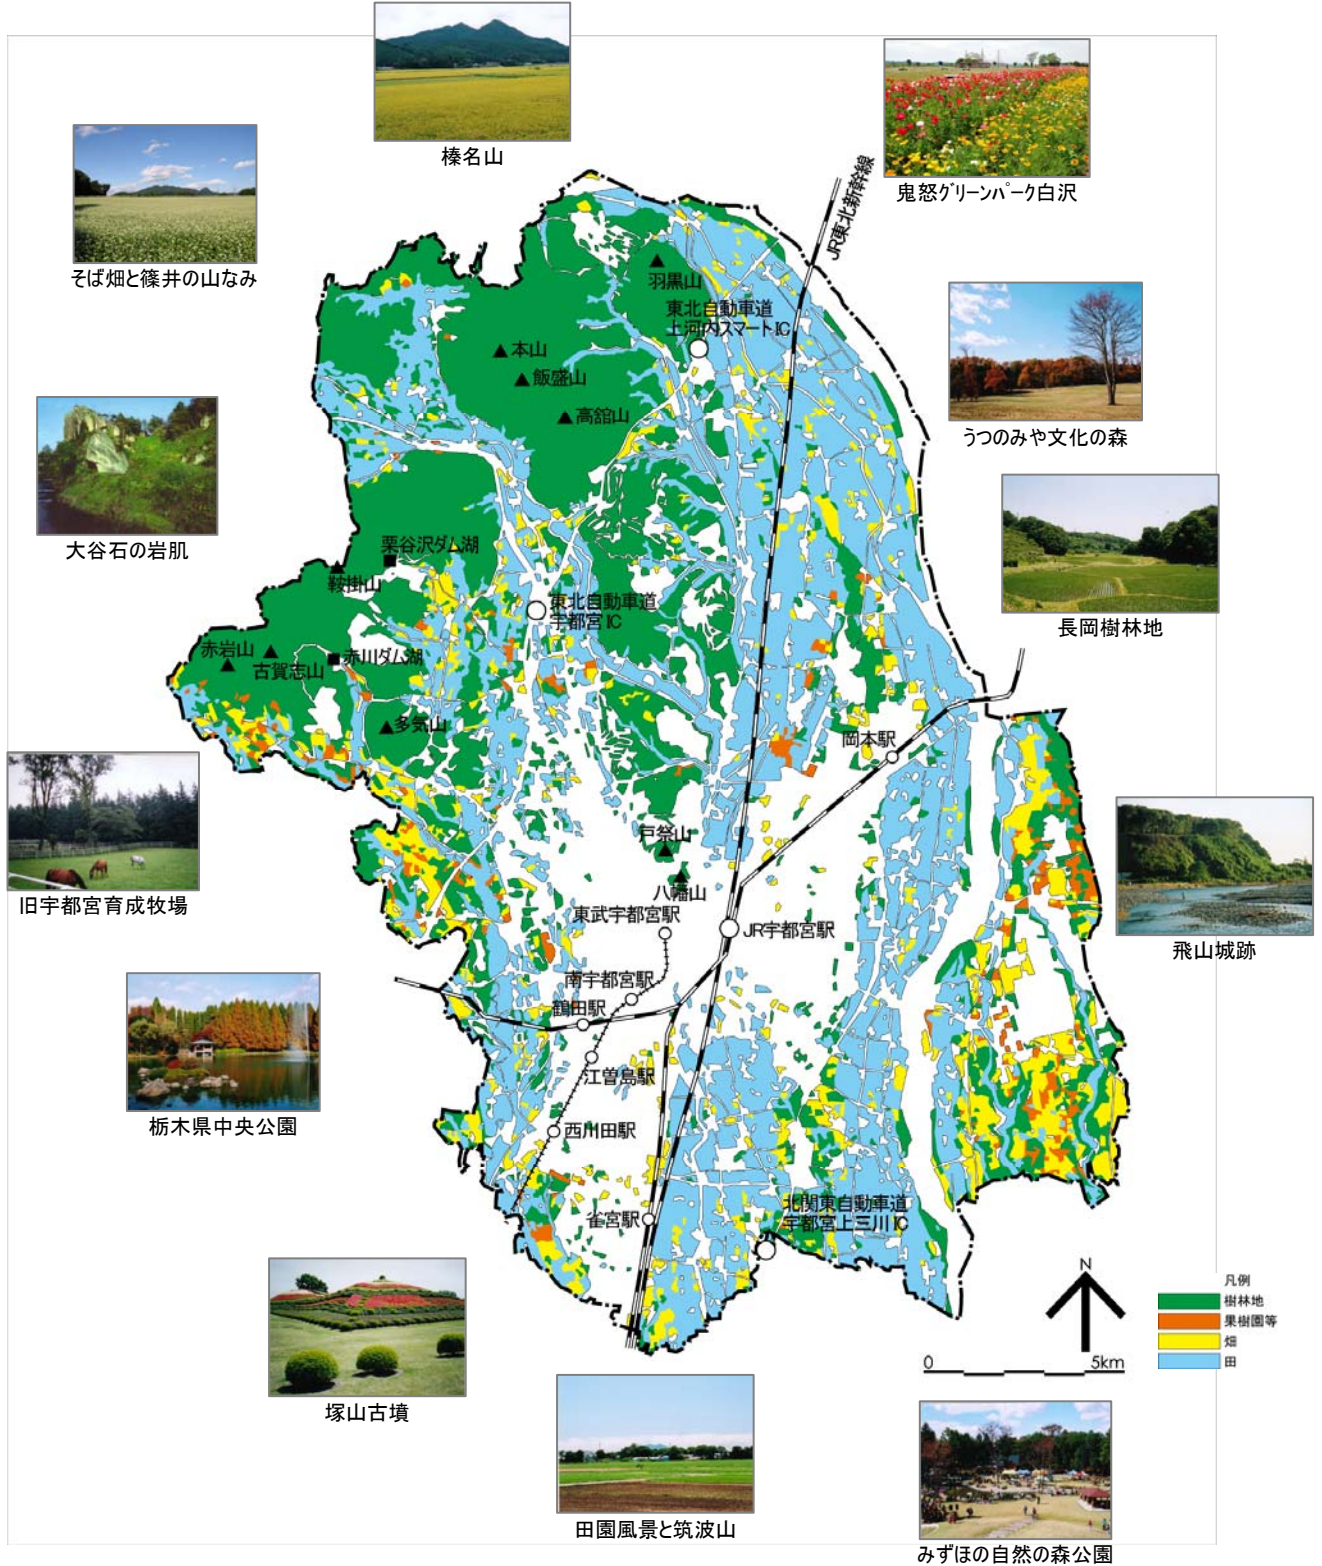 榛名山
鬼怒グリーンパーク白沢
そば畑と篠井の山なみ
JR東北新幹線
羽黒山
東北自動車道
上河内スマートIC
うつのみや文化の森
本山
飯盛山
高舘山
大谷石の岩肌
栗谷沢ダム湖
鞍掛山
東北自動車道
宇都宮IC
長岡樹林地
赤岩山
古賀志山
赤川ダム湖
多気山
岡本駅
戸祭山
八幡山
旧宇都宮育成牧場
東武宇都宮駅
JR宇都宮駅
飛山城跡
南宇都宮駅
鶴田駅
江曽島駅
栃木県中央公園
西川田駅
雀宮駅
北関東自動車道
宇都宮上三川IC
N
凡例
樹林地
果樹園等
畑
田
0 5km
塚山古墳
田園風景と筑波山
みずほの自然の森公園